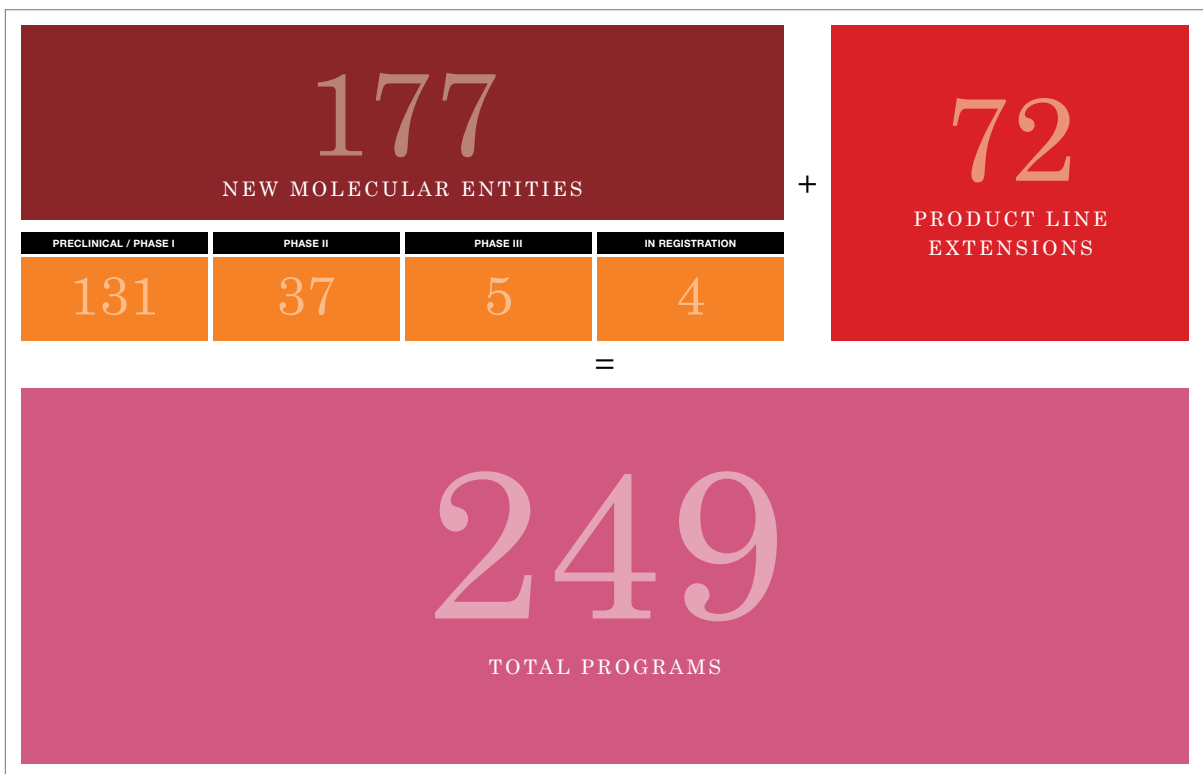 177
NEW MOLECULAR ENTITIES
+
72
PRODUCT LINE
EXTENSIONS
PRECLINICAL / PHASE I
PHASE II
PHASE III
IN REGISTRATION
131
37
5
4
=
249
TOTAL PROGRAMS